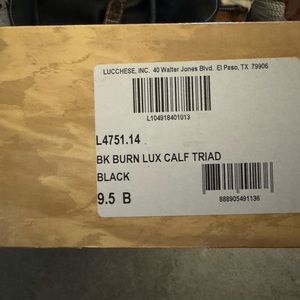 LUCCHESE, INC. 40 Walter Jones Blvd. El Paso, TX 79906
L104918401013
L4751.14
BK BURN LUX CALF TRIAD
BLACK
9.5 B
888905491136